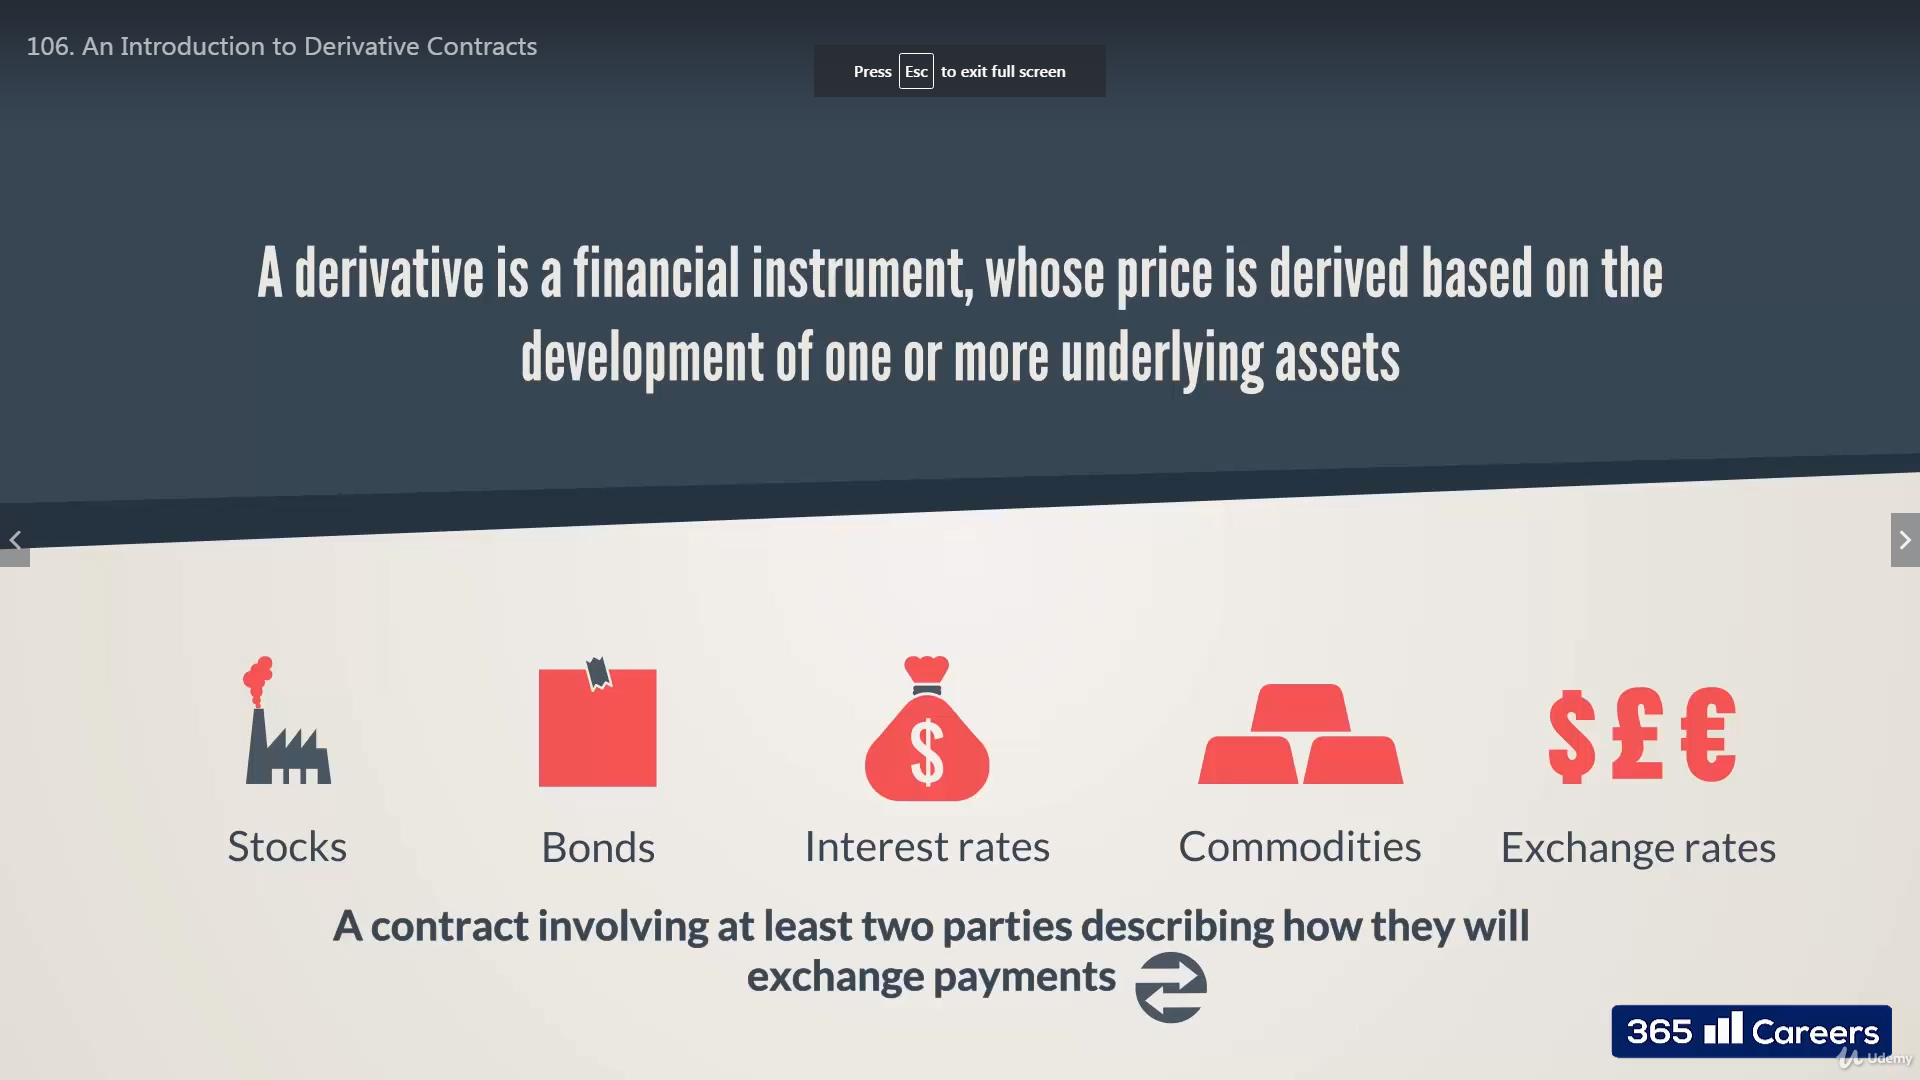 106. An Introduction to Derivative Contracts
Press Esc to exit full screen
A derivative is a financial instrument, whose price is derived based on the
development of one or more underlying assets
$
$ £ €
Stocks
Bonds
Interest rates
Commodities
Exchange rates
A contract involving at least two parties describing how they will
exchange payments
365 Careers
Udemy